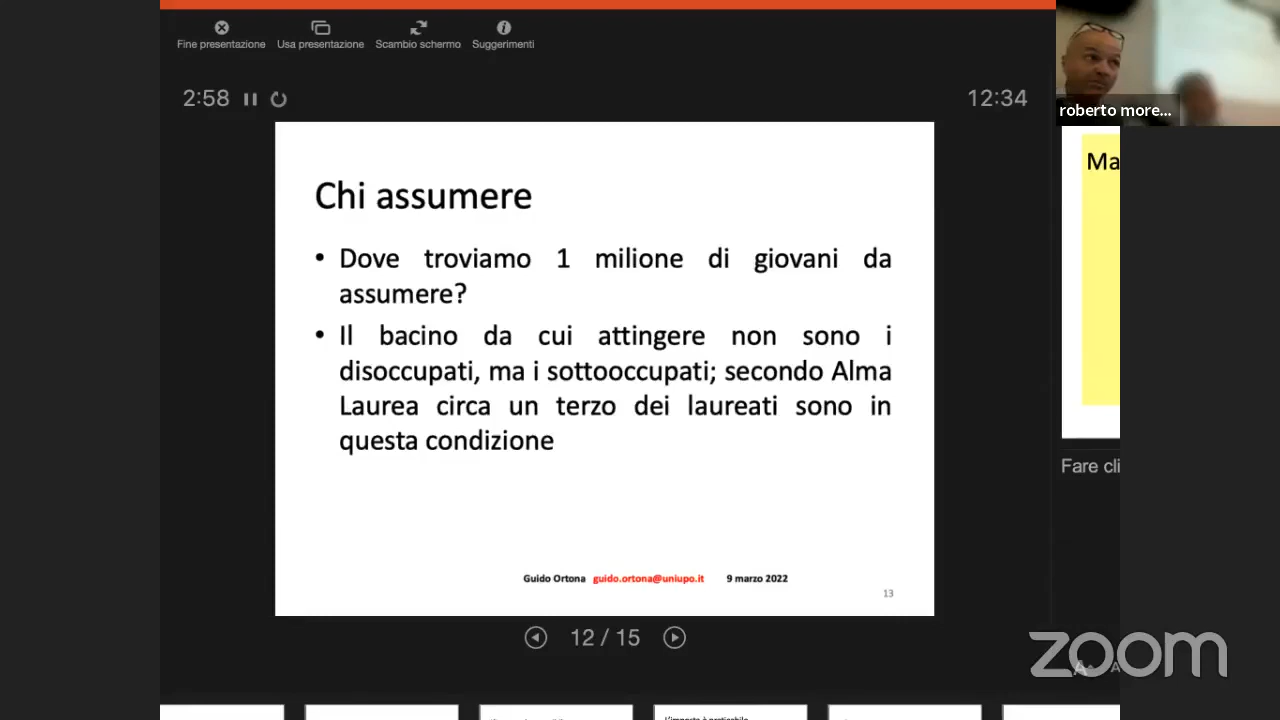 Fine presentazione Usa presentazione Scambio schermo Suggerimenti
2:58
12:34
roberto more...
Chi assumere
• Dove troviamo 1 milione di giovani da
assumere?
• Il bacino da cui attingere non sono i
disoccupati, ma i sottooccupati; secondo Alma
Laurea circa un terzo dei laureati sono in
questa condizione
Guido Ortona guido.ortona@uniupo.it 9 marzo 2022
13
12 / 15
Ma
Fare cli
zoom